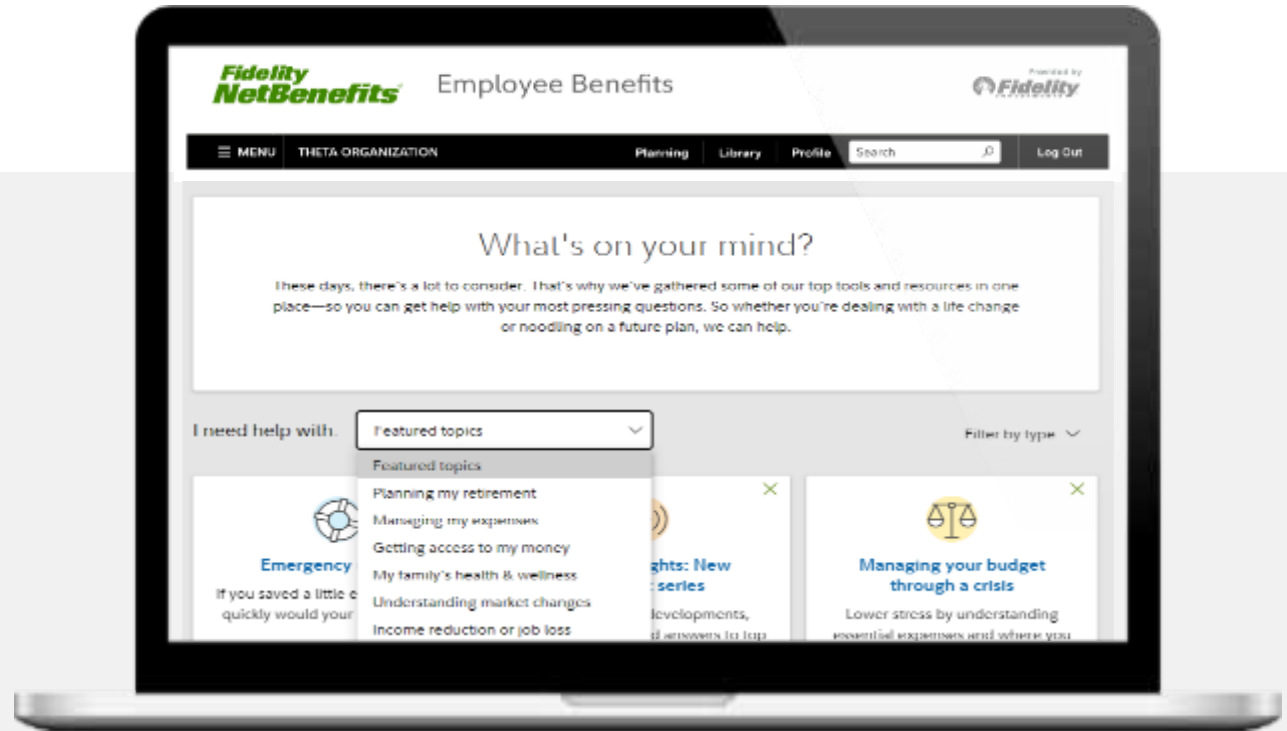 Fidelity
NetBenefits
Employee Benefits
Provided by
Fidelity
INVESTMENTS
MENU
THETA ORGANIZATION
Planning
Library
Profile
Search
Log Out
What's on your mind?
These days, there's a lot to consider. That's why we've gathered some of our top tools and resources in one
place—so you can get help with your most pressing questions. So whether you're dealing with a life change
or noodling on a future plan, we can help.
I need help with.
Featured topics
Filter by type
Featured topics
Planning my retirement
Managing my expenses
Getting access to my money
My family's health & wellness
Understanding market changes
Income reduction or job loss
Emergency
If you saved a little e
quickly would your
ghts: New
series
developments,
d answers to top
Managing your budget
through a crisis
Lower stress by understanding
essential expenses and where you